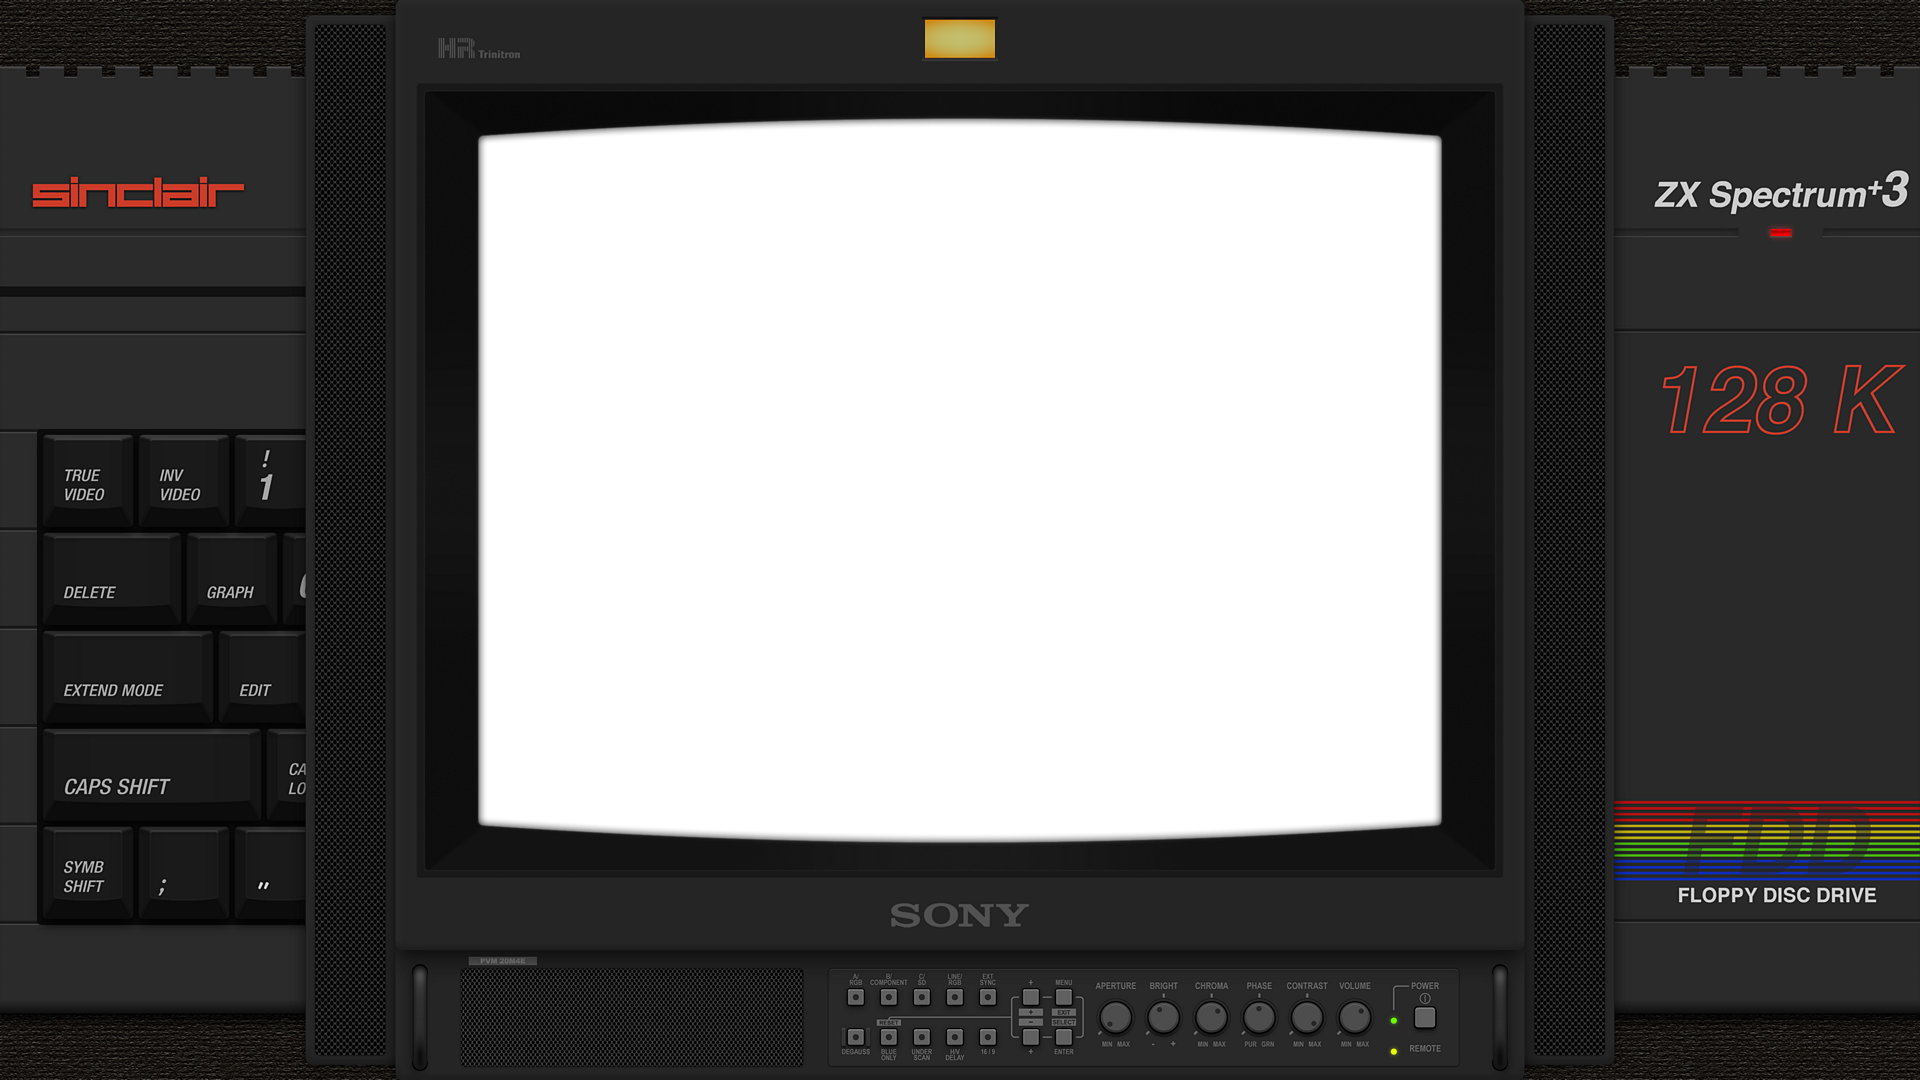 HR Trinitron
sinclair
ZX Spectrum+3
128 K
TRUE
VIDEO
INV
VIDEO
!
1
DELETE
GRAPH
EXTEND MODE
EDIT
CAPS SHIFT
CA
LO
SYMB
SHIFT
;
"
FDD
FLOPPY DISC DRIVE
SONY
PVM 20M4E
A/
RGB
B/
COMPONENT
C/
SD
LINE/
RGB
EXT
SYNC
+
MENU
+
EXIT
RESET
−
SELECT
DEGAUSS
BLUE
ONLY
UNDER
SCAN
H/V
DELAY
16 / 9
+
ENTER
APERTURE
BRIGHT
CHROMA
PHASE
CONTRAST
VOLUME
MIN MAX
- +
MIN MAX
PUR GRN
MIN MAX
MIN MAX
POWER
REMOTE